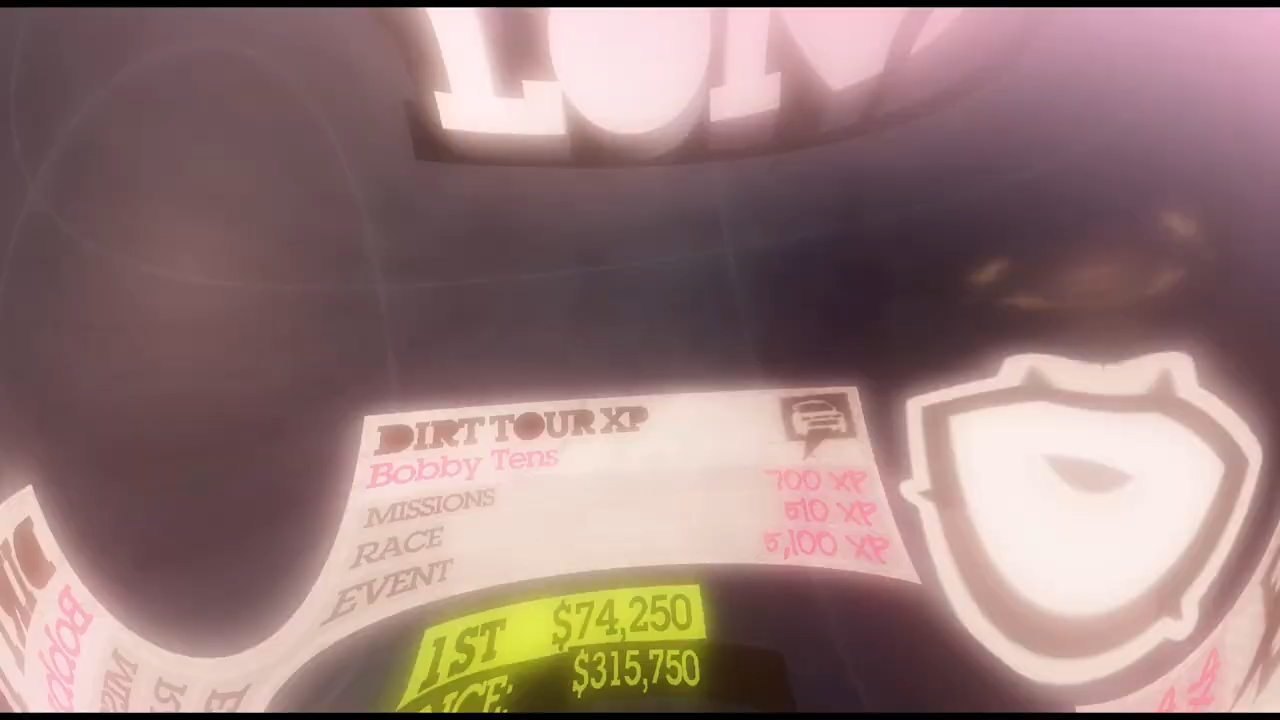 LON
DIRT TOUR XP
Bobby Tens
MISSIONS 700 XP
RACE 510 XP
EVENT 5,100 XP
1ST $74,250
$315,750